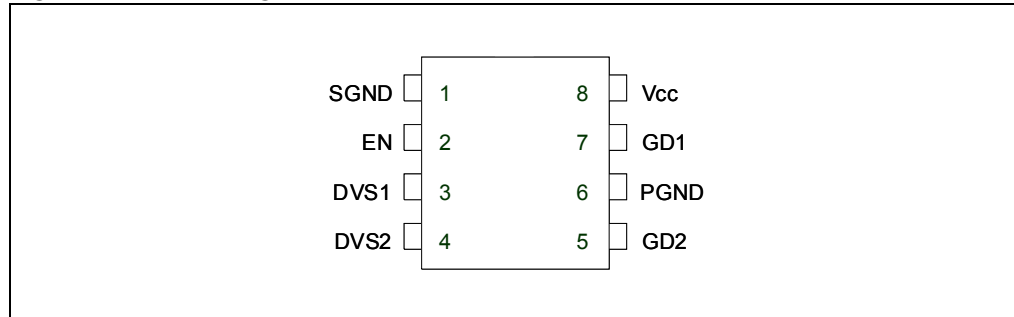 SGND 1 8 Vcc
EN 2 7 GD1
DVS1 3 6 PGND
DVS2 4 5 GD2